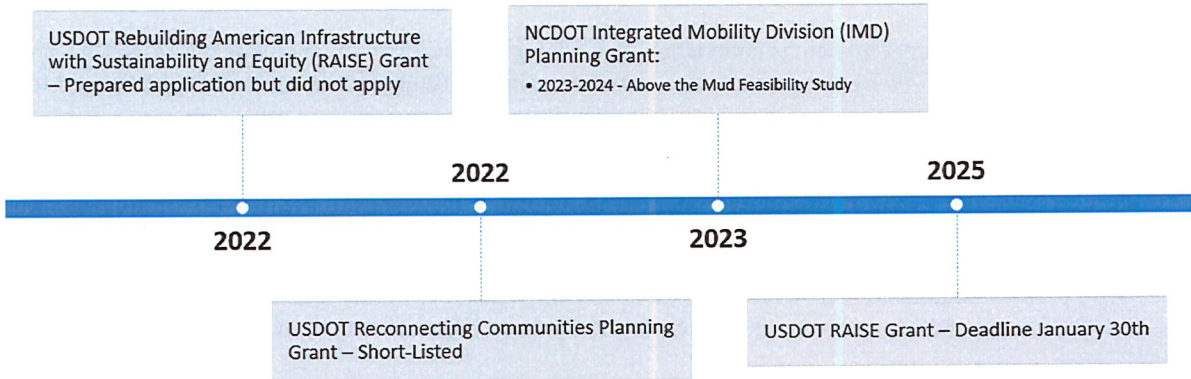 USDOT Rebuilding American Infrastructure
with Sustainability and Equity (RAISE) Grant
– Prepared application but did not apply
NCDOT Integrated Mobility Division (IMD)
Planning Grant:
• 2023-2024 - Above the Mud Feasibility Study
2022
2025
2022
2023
USDOT Reconnecting Communities Planning
Grant – Short-Listed
USDOT RAISE Grant – Deadline January 30th